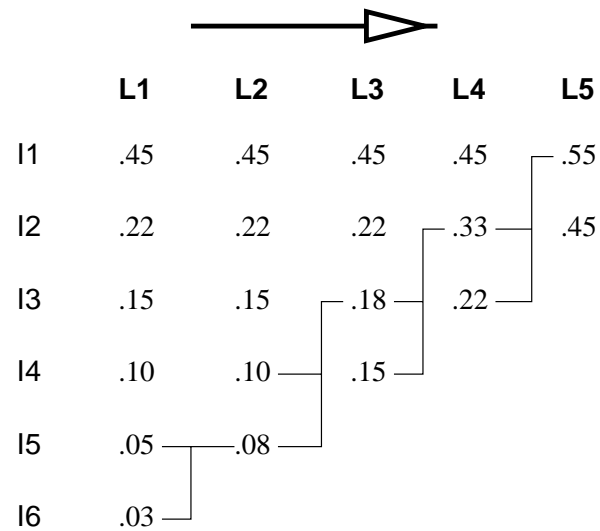 L1 L2 L3 L4 L5
I1 .45 .45 .45 .45 .55
I2 .22 .22 .22 .33 .45
I3 .15 .15 .18 .22
I4 .10 .10 .15
I5 .05 .08
I6 .03